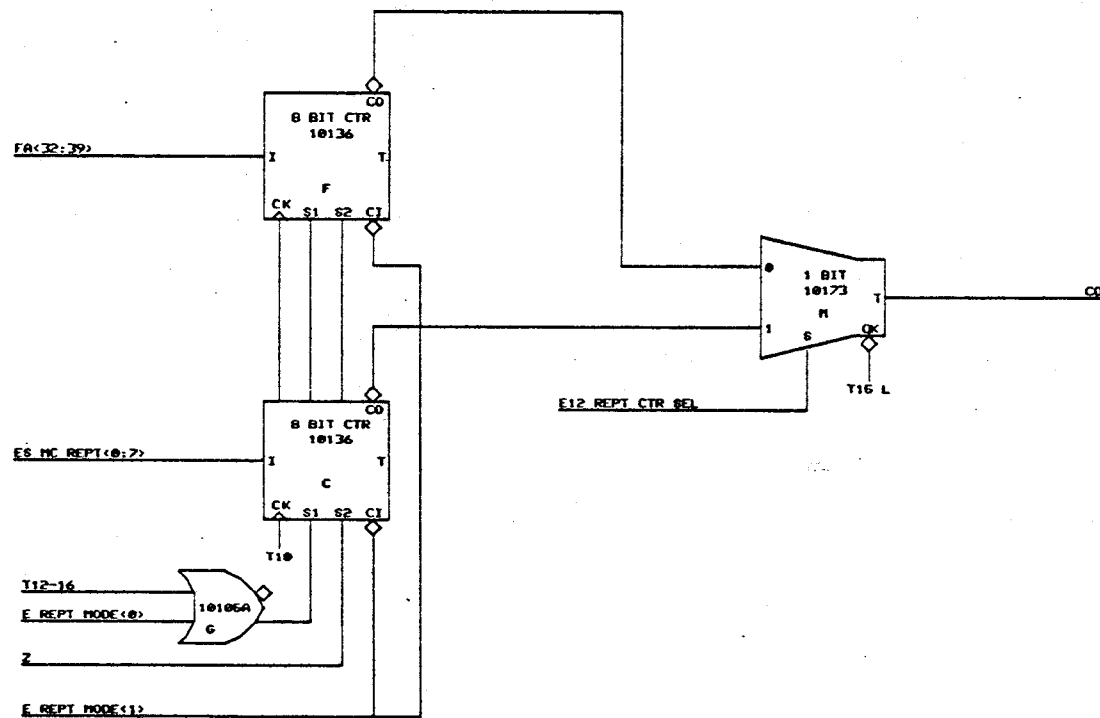 CO
8 BIT CTR
10136
FA<32:39>
I
T
F
CK S1 S2 CI
1 BIT
10173
0
T
CO
M
1
S
CK
T16 L
E12 REPT CTR SEL
CO
8 BIT CTR
10136
E6 MC REPT<0:7>
I
T
C
CK S1 S2 CI
T10
T12-16
10106A
E REPT MODE<0>
G
Z
E REPT MODE<1>